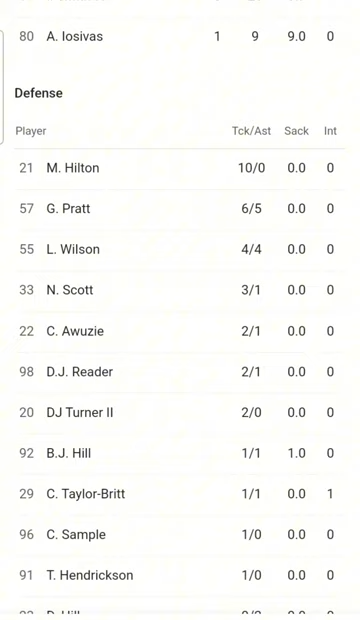 80 A. Iosivas 1 9 9.0 0
Defense
Player Tck/Ast Sack Int
21 M. Hilton 10/0 0.0 0
57 G. Pratt 6/5 0.0 0
55 L. Wilson 4/4 0.0 0
33 N. Scott 3/1 0.0 0
22 C. Awuzie 2/1 0.0 0
98 D.J. Reader 2/1 0.0 0
20 DJ Turner II 2/0 0.0 0
92 B.J. Hill 1/1 1.0 0
29 C. Taylor-Britt 1/1 0.0 1
96 C. Sample 1/0 0.0 0
91 T. Hendrickson 1/0 0.0 0